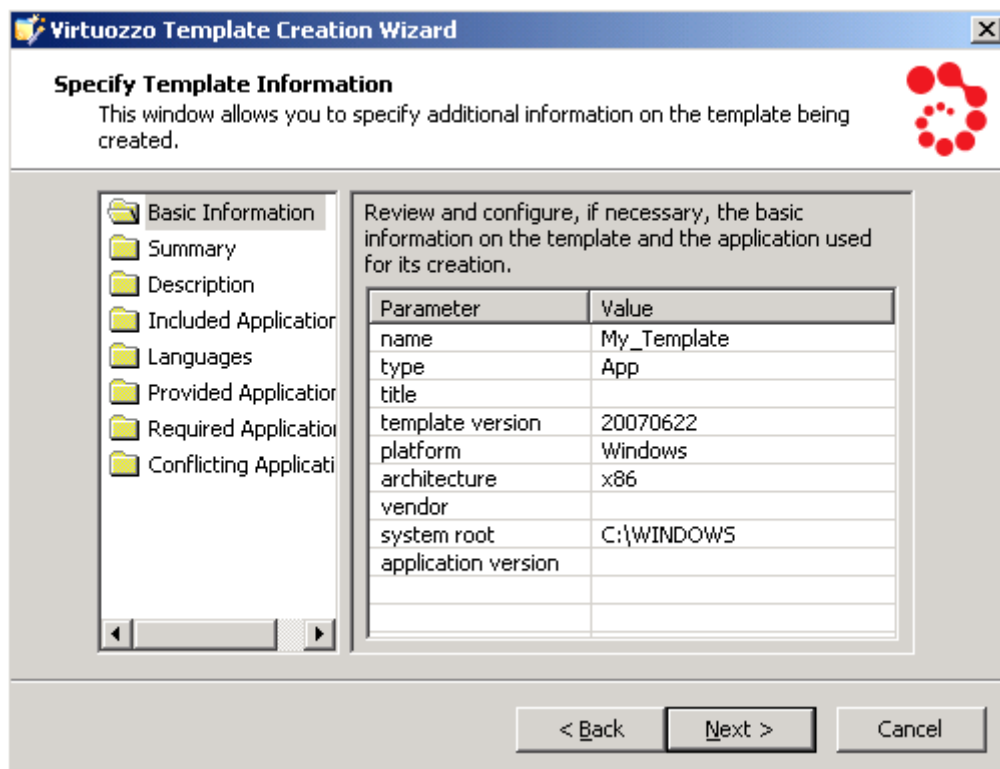 Virtuozzo Template Creation Wizard
Specify Template Information
This window allows you to specify additional information on the template being
created.
Basic Information
Summary
Description
Included Application
Languages
Provided Application
Required Applicatio
Conflicting Applicati
Review and configure, if necessary, the basic
information on the template and the application used
for its creation.
Parameter Value
name My_Template
type App
title
template version 20070622
platform Windows
architecture x86
vendor
system root C:\WINDOWS
application version
< Back Next > Cancel